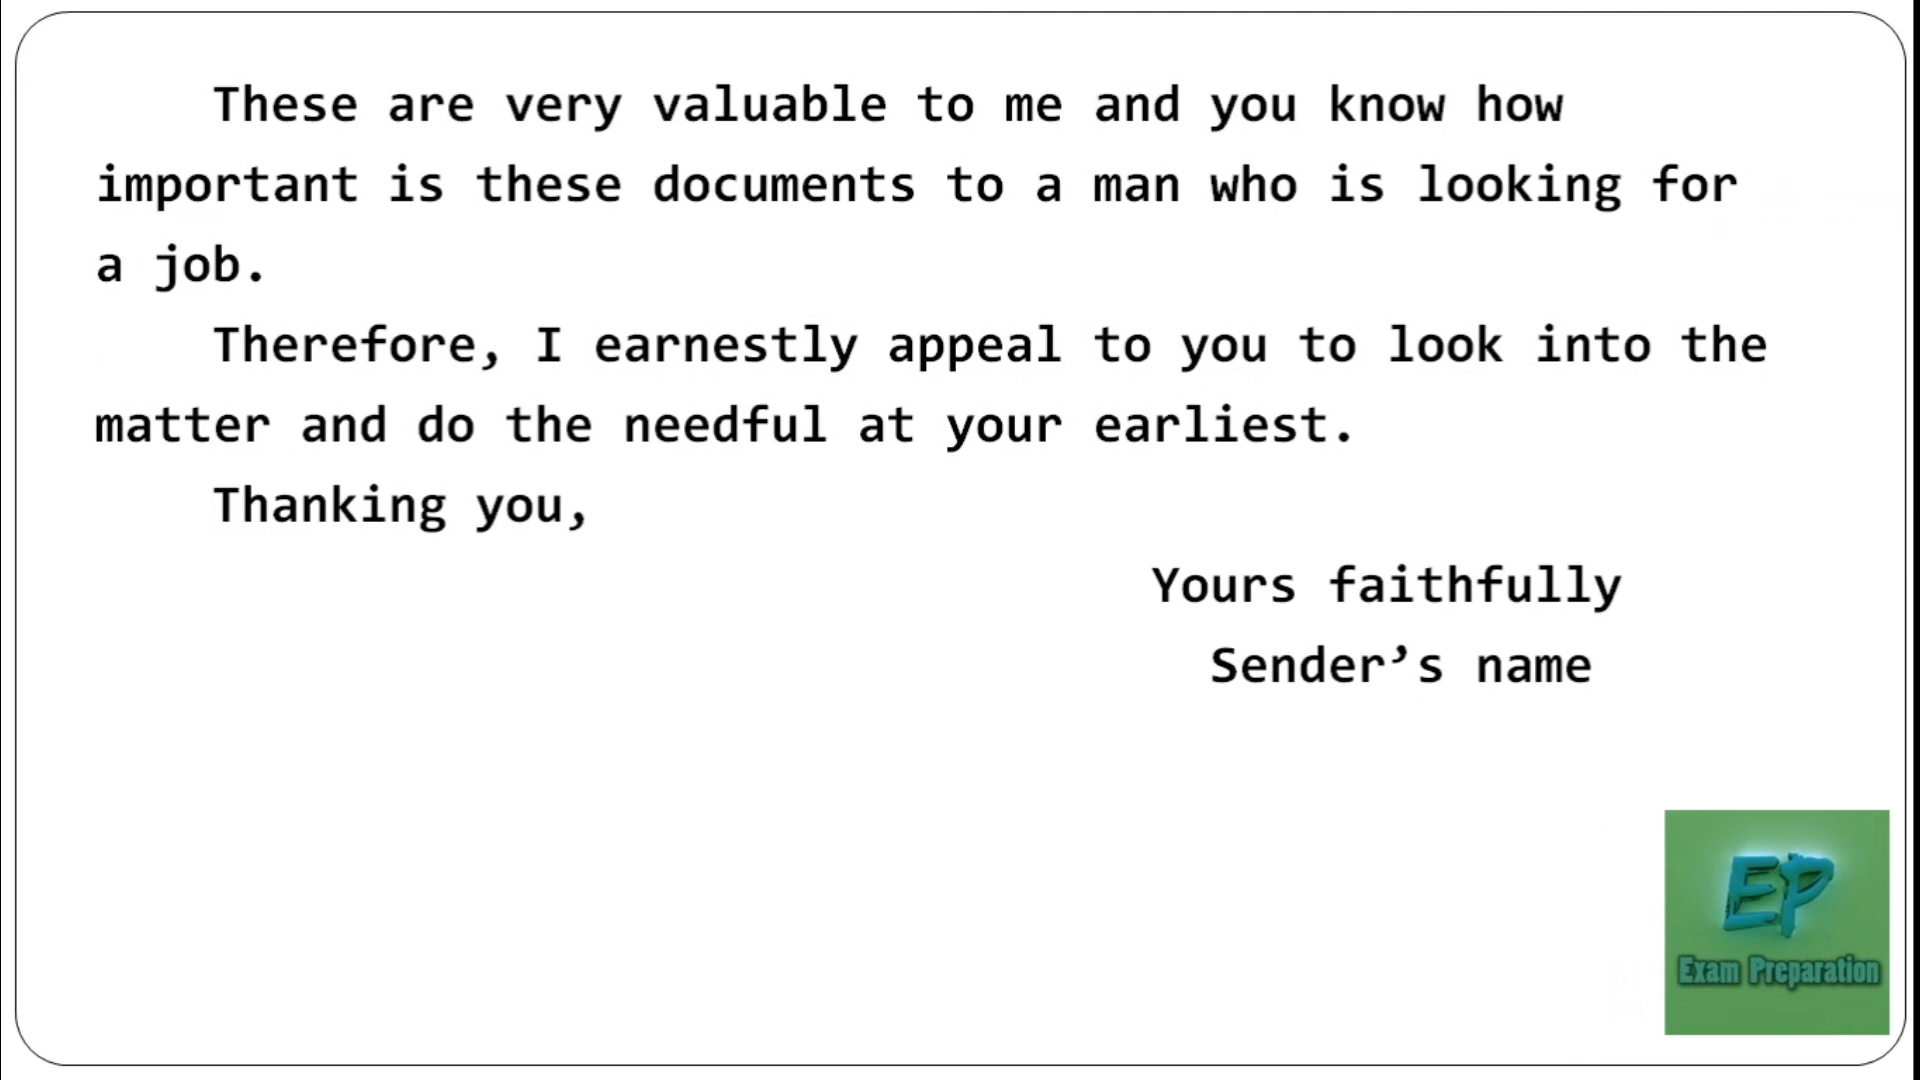 These are very valuable to me and you know how
important is these documents to a man who is looking for
a job.
Therefore, I earnestly appeal to you to look into the
matter and do the needful at your earliest.
Thanking you,
Yours faithfully
Sender’s name
EP
Exam Preparation